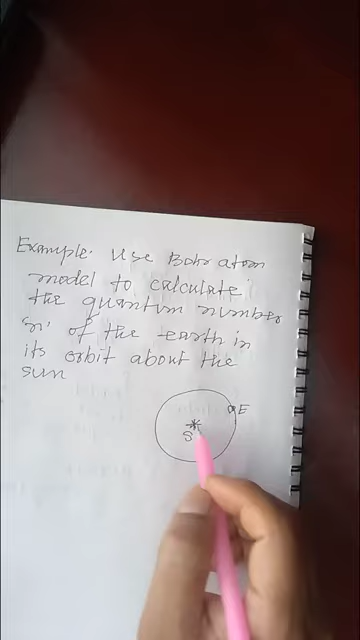 Example. Use Bohr atom
model to calculate
the quantum number
'n' of the earth in
its orbit about the
sun
E
S